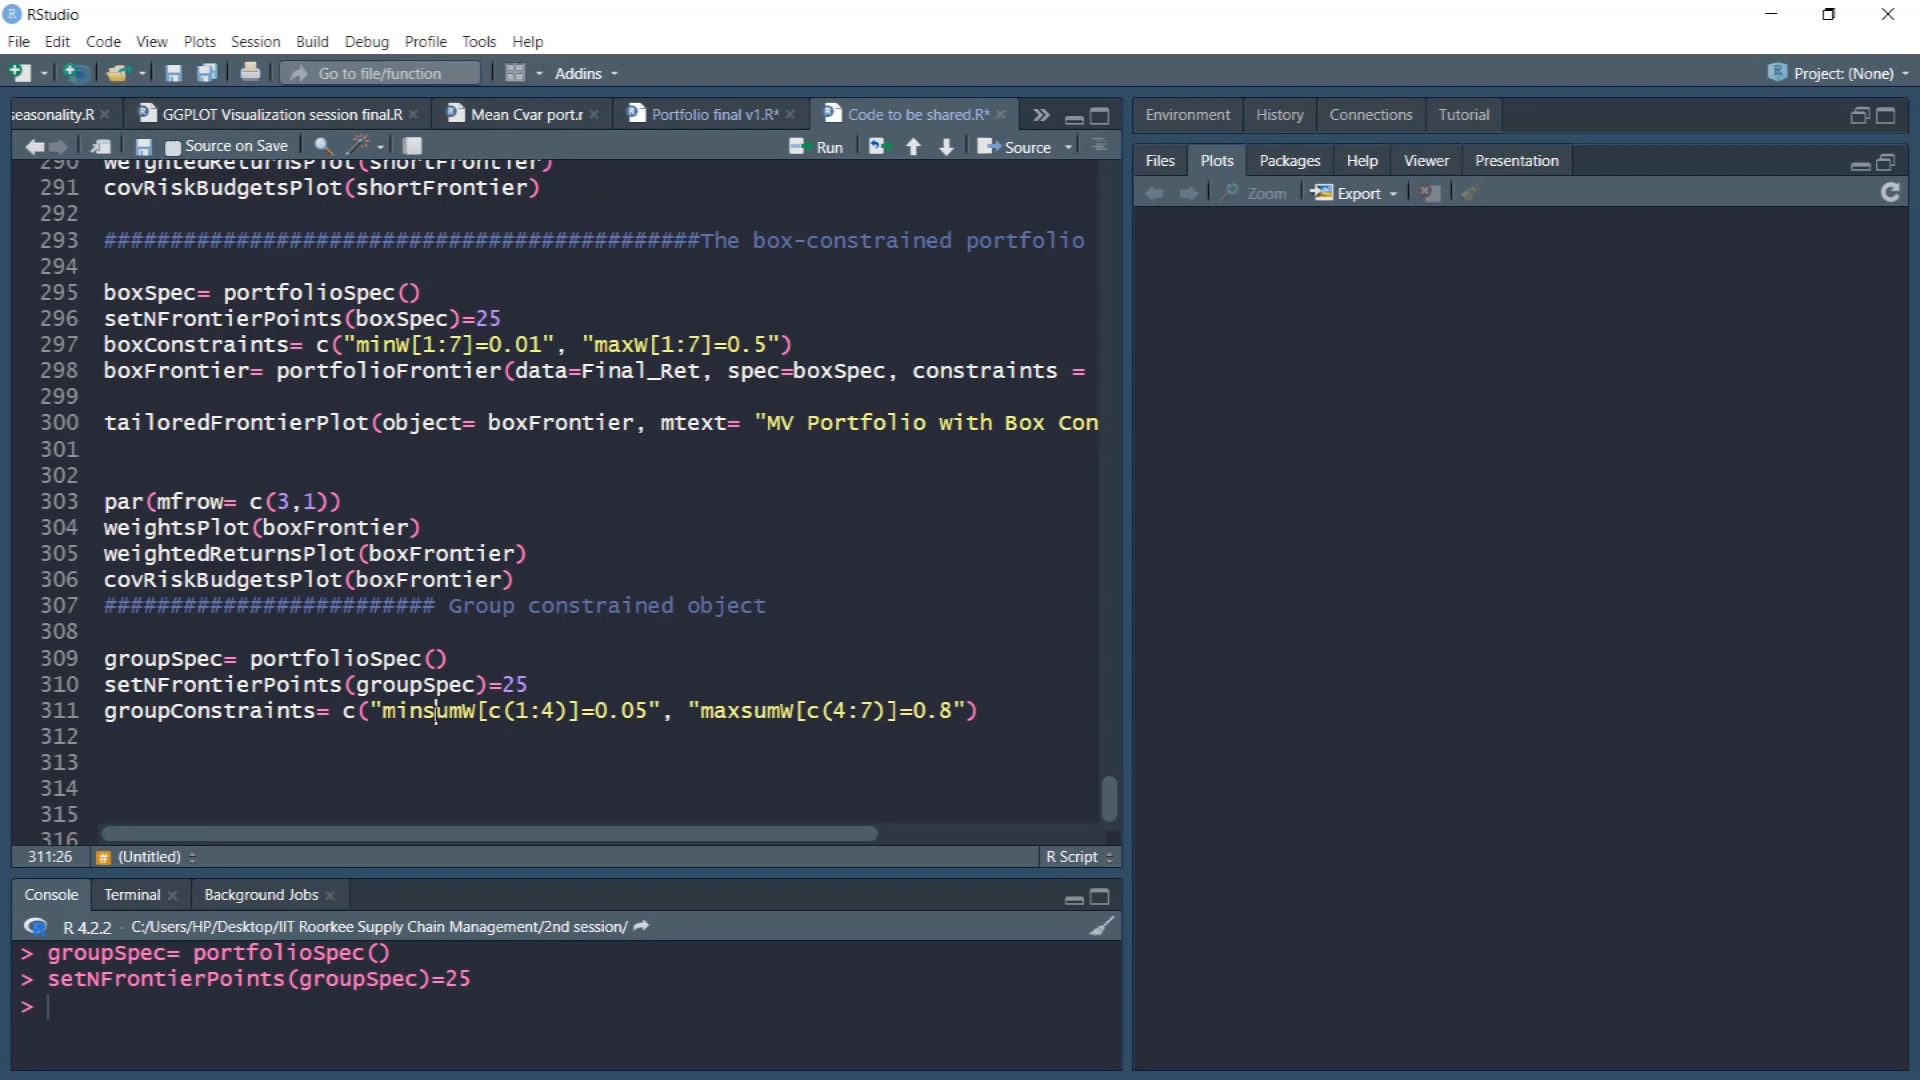 RStudio
File Edit Code View Plots Session Build Debug Profile Tools Help
Go to file/function Addins Project: (None)
seasonality.R GGPLOT Visualization session final.R Mean Cvar port.r Portfolio final v1.R* Code to be shared.R*
Source on Save Run Source
290 weightedReturnsPlot(shortFrontier)
291 covRiskBudgetsPlot(shortFrontier)
292
293 #############################################The box-constrained portfolio
294
295 boxSpec= portfolioSpec()
296 setNFrontierPoints(boxSpec)=25
297 boxConstraints= c("minW[1:7]=0.01", "maxW[1:7]=0.5")
298 boxFrontier= portfolioFrontier(data=Final_Ret, spec=boxSpec, constraints =
299
300 tailoredFrontierPlot(object= boxFrontier, mtext= "MV Portfolio with Box Con
301
302
303 par(mfrow= c(3,1))
304 weightsPlot(boxFrontier)
305 weightedReturnsPlot(boxFrontier)
306 covRiskBudgetsPlot(boxFrontier)
307 ######################### Group constrained object
308
309 groupSpec= portfolioSpec()
310 setNFrontierPoints(groupSpec)=25
311 groupConstraints= c("minsumW[c(1:4)]=0.05", "maxsumW[c(4:7)]=0.8")
312
313
314
315
316
311:26 # (Untitled) R Script
Console Terminal Background Jobs
R 4.2.2 · C:/Users/HP/Desktop/IIT Roorkee Supply Chain Management/2nd session/
> groupSpec= portfolioSpec()
> setNFrontierPoints(groupSpec)=25
>
Environment History Connections Tutorial
Files Plots Packages Help Viewer Presentation
Zoom Export